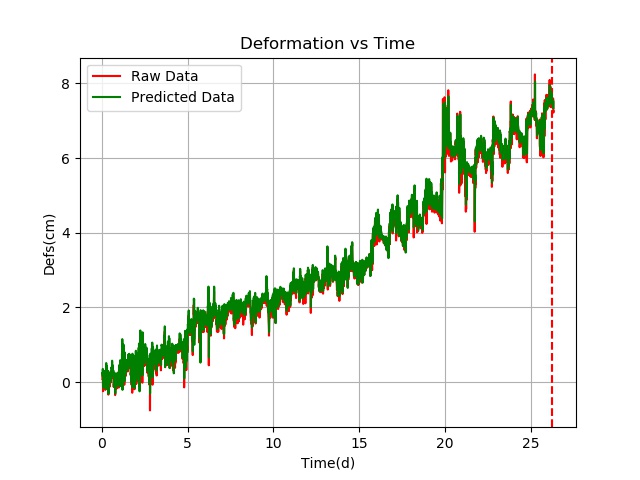 Deformation vs Time
Raw Data
Predicted Data
8
6
4
2
0
Defs(cm)
0 5 10 15 20 25
Time(d)